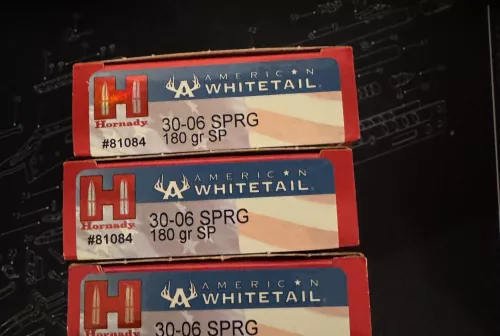 AMERICAN
WHITETAIL™
Hornady
30-06 SPRG
#81084
180 gr SP
AMERICAN
WHITETAIL
Hornady
30-06 SPRG
#81084
180 gr SP
AMERICAN
WHITETAIL
30-06 SPRG